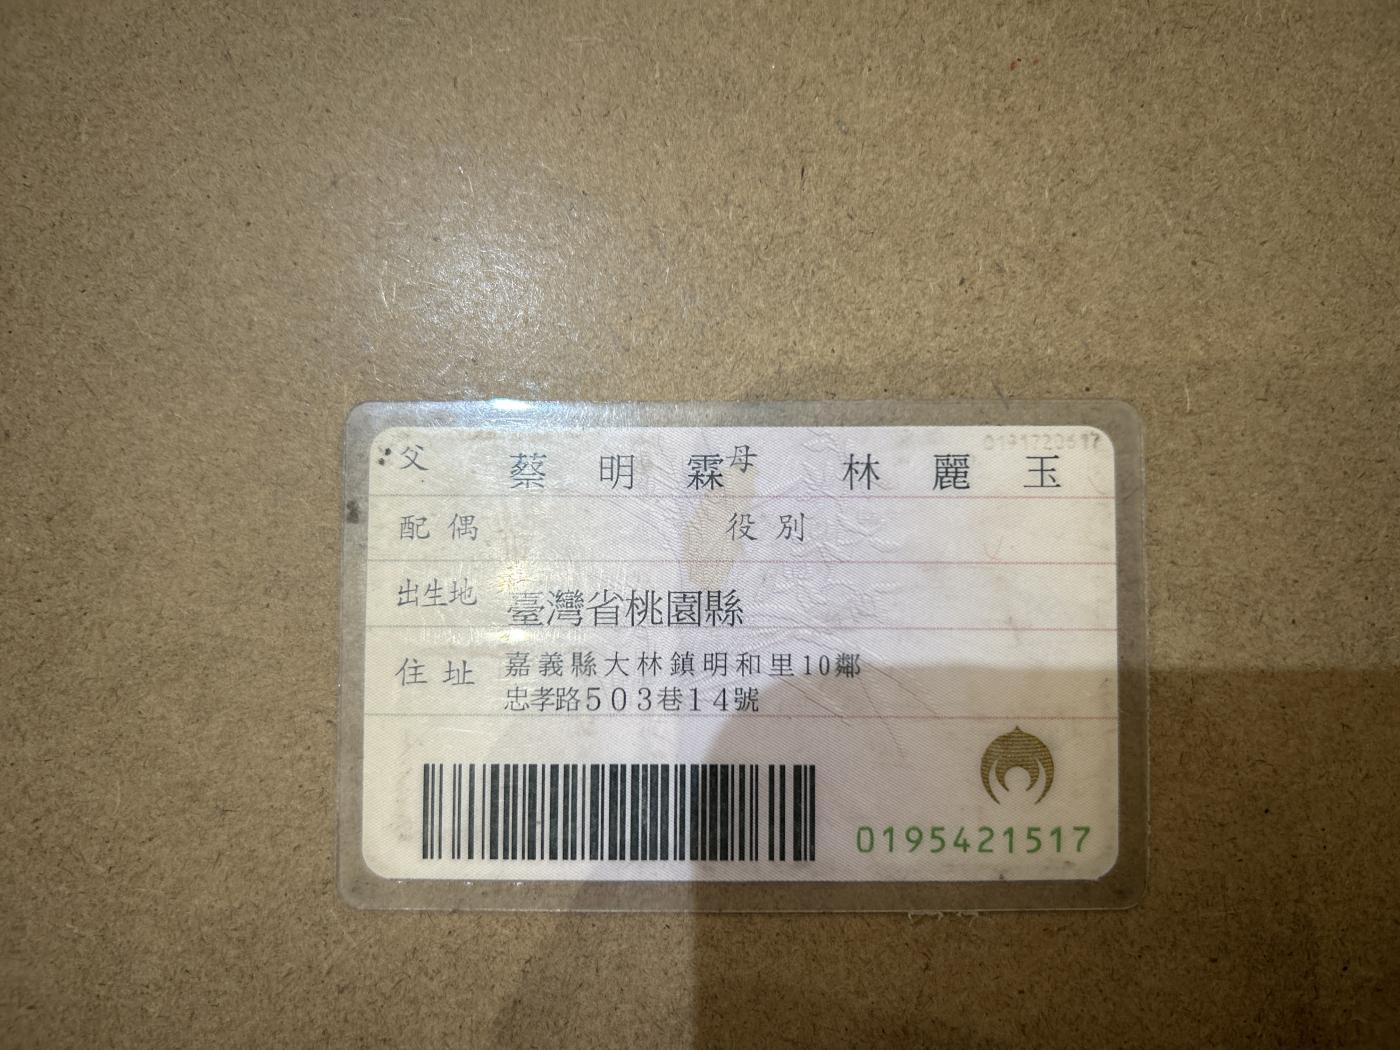 父 蔡明霖 母 林麗玉
配偶 役別
出生地 臺灣省桃園縣
住址 嘉義縣大林鎮明和里10鄰
忠孝路503巷14號
0195421517